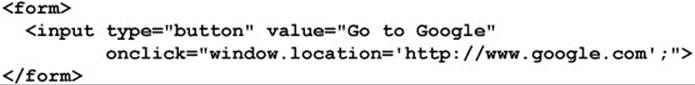 <form>
<input type="button" value="Go to Google"
onclick="window.location='http://www.google.com';">
</form>